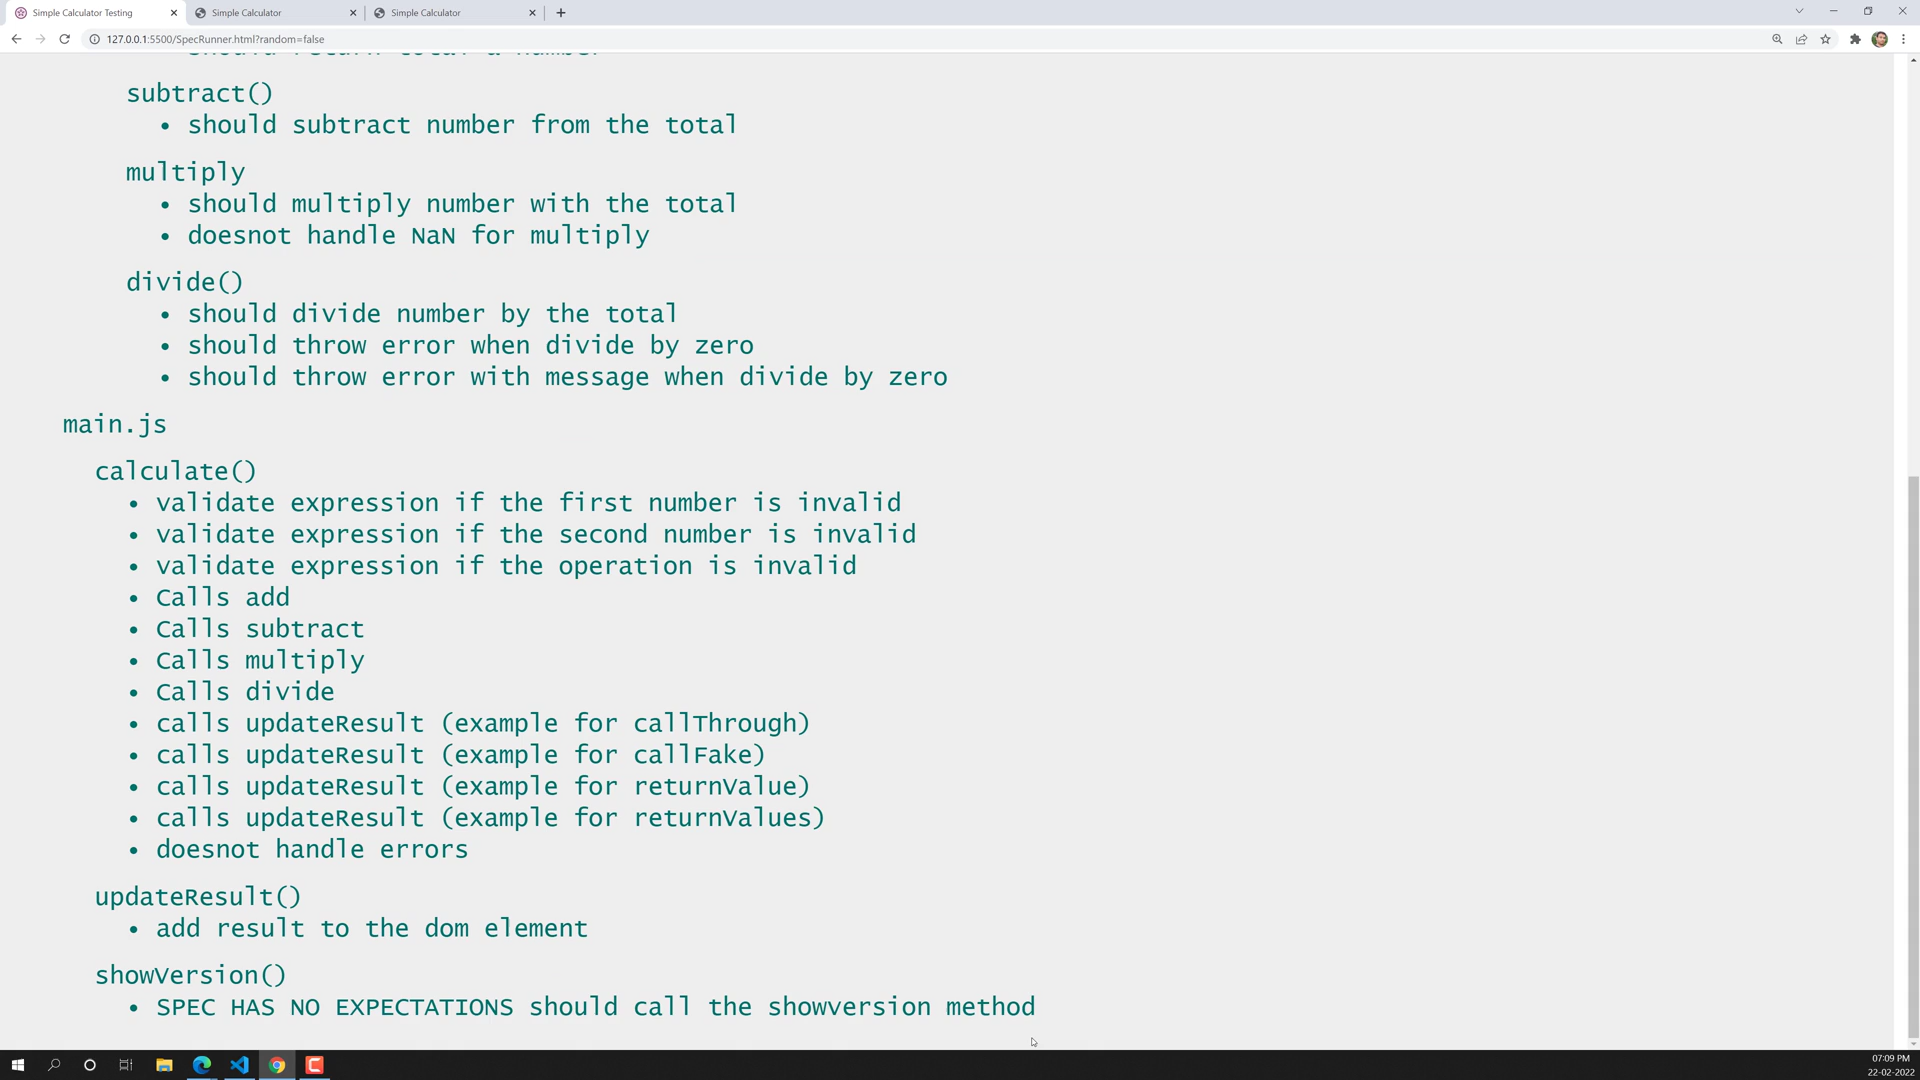 Simple Calculator Testing
Simple Calculator
Simple Calculator
127.0.0.1:5500/SpecRunner.html?random=false
should return total a number
subtract()
• should subtract number from the total
multiply
• should multiply number with the total
• doesnot handle NaN for multiply
divide()
• should divide number by the total
• should throw error when divide by zero
• should throw error with message when divide by zero
main.js
calculate()
• validate expression if the first number is invalid
• validate expression if the second number is invalid
• validate expression if the operation is invalid
• Calls add
• Calls subtract
• Calls multiply
• Calls divide
• calls updateResult (example for callThrough)
• calls updateResult (example for callFake)
• calls updateResult (example for returnValue)
• calls updateResult (example for returnValues)
• doesnot handle errors
updateResult()
• add result to the dom element
showVersion()
• SPEC HAS NO EXPECTATIONS should call the showversion method
07:09 PM
22-02-2022